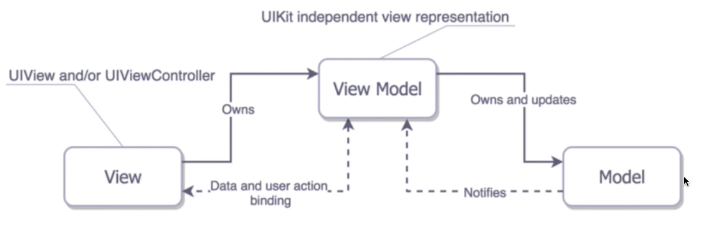 UIKit independent view representation
UIView and/or UIViewController
View Model
Owns
Owns and updates
View
Data and user action
binding
Notifies
Model